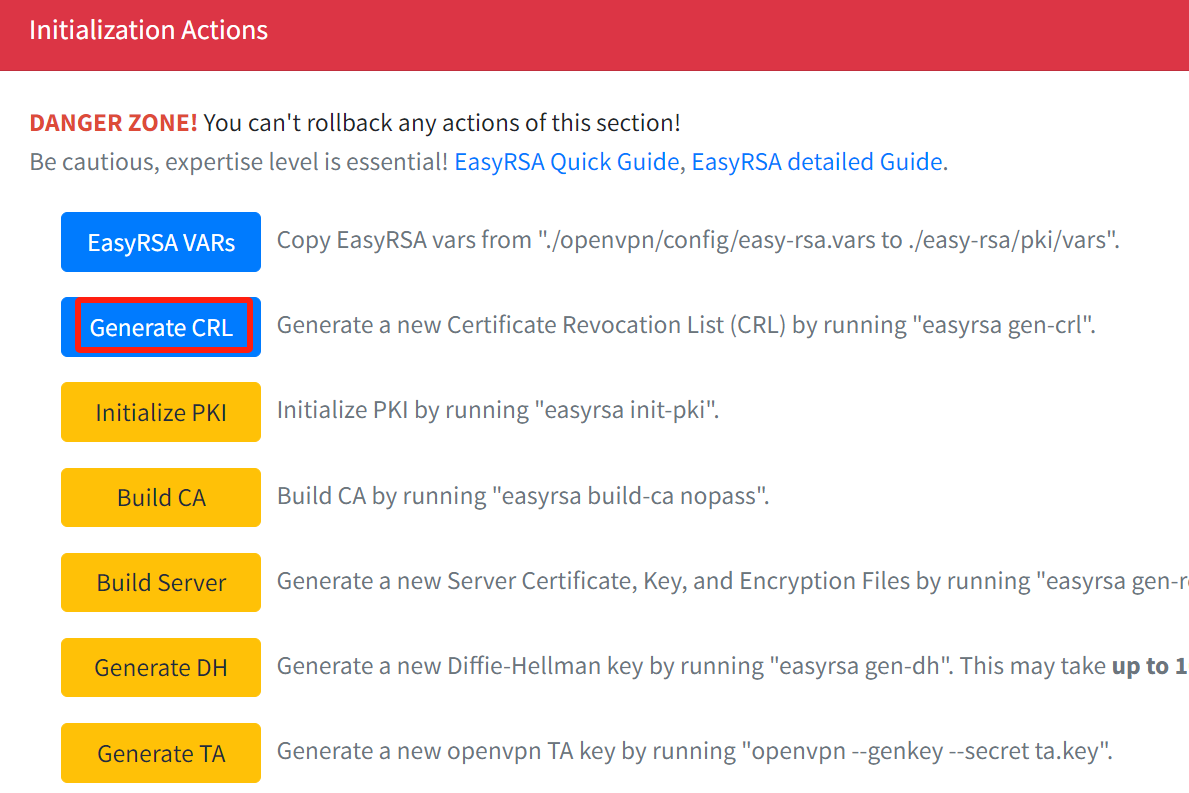 Initialization Actions
DANGER ZONE! You can't rollback any actions of this section!
Be cautious, expertise level is essential! EasyRSA Quick Guide, EasyRSA detailed Guide.
EasyRSA VARs Copy EasyRSA vars from "./openvpn/config/easy-rsa.vars to ./easy-rsa/pki/vars".
Generate CRL Generate a new Certificate Revocation List (CRL) by running "easyrsa gen-crl".
Initialize PKI Initialize PKI by running "easyrsa init-pki".
Build CA Build CA by running "easyrsa build-ca nopass".
Build Server Generate a new Server Certificate, Key, and Encryption Files by running "easyrsa
Generate DH Generate a new Diffie-Hellman key by running "easyrsa gen-dh". This may take up to 1
Generate TA Generate a new openvpn TA key by running "openvpn --genkey --secret ta.key".